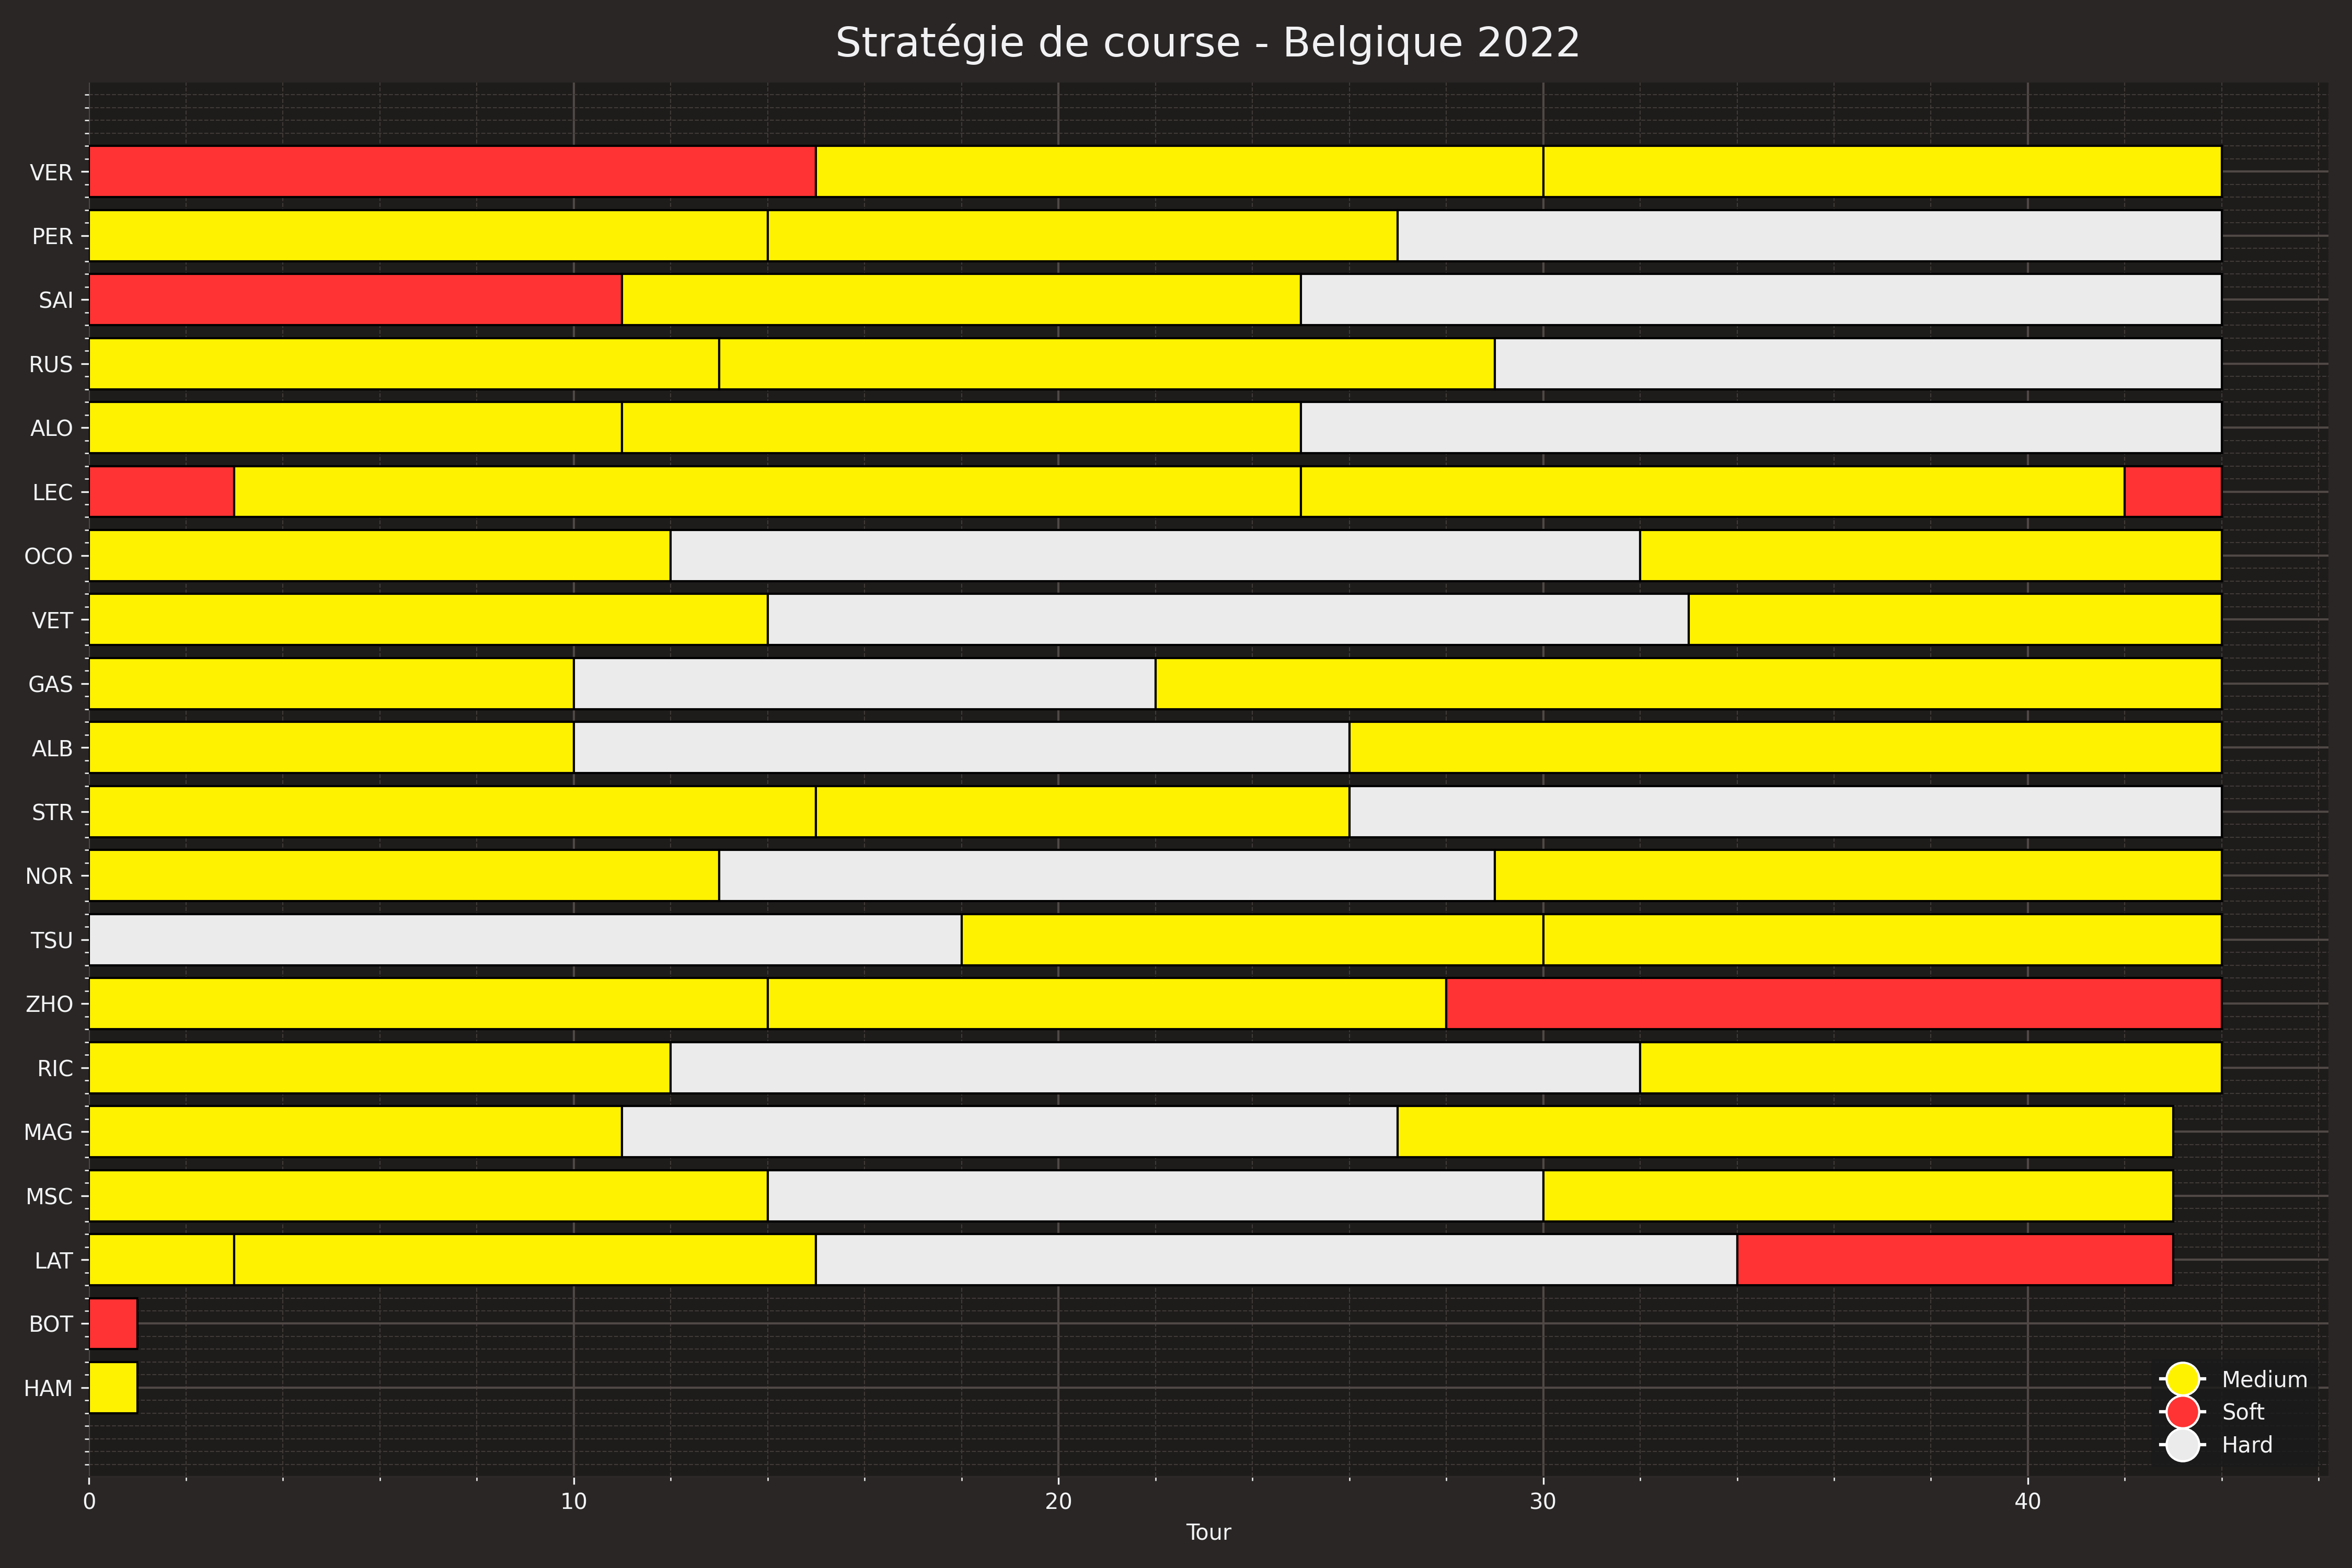 Stratégie de course - Belgique 2022
VER
PER
SAI
RUS
ALO
LEC
OCO
VET
GAS
ALB
STR
NOR
TSU
ZHO
RIC
MAG
MSC
LAT
BOT
HAM
Medium
Soft
Hard
0 10 20 30 40
Tour